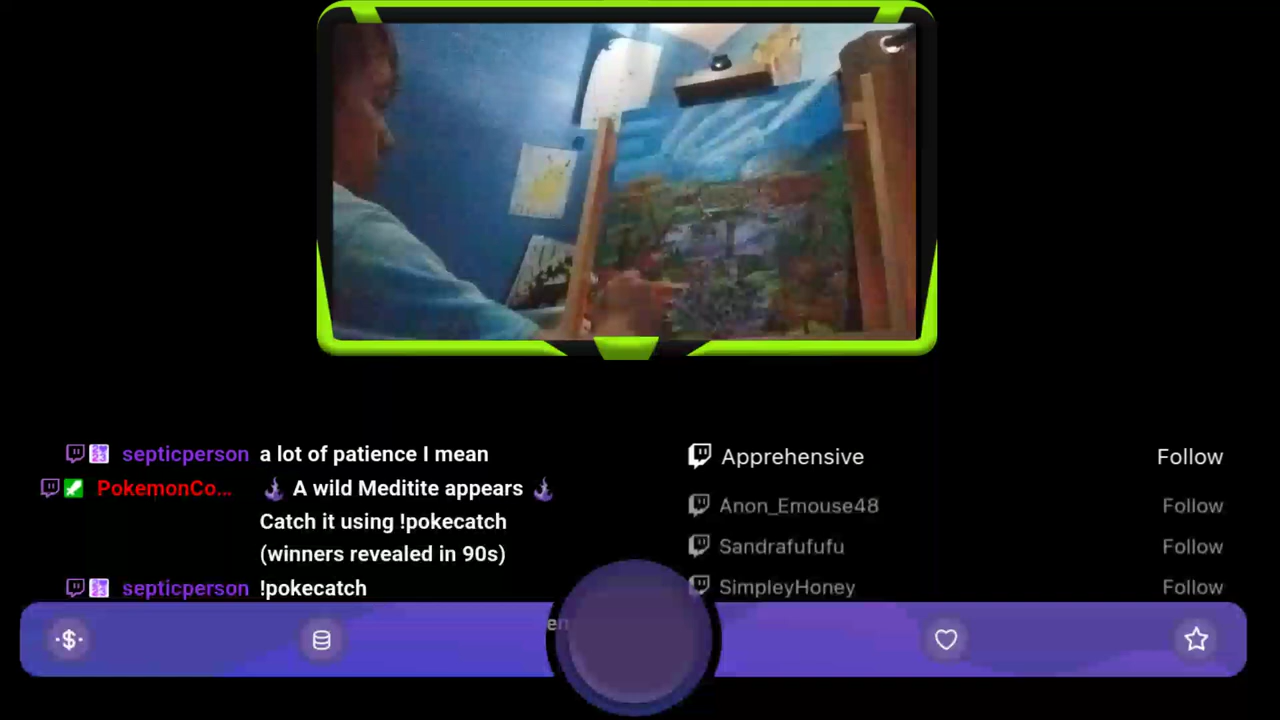 septicperson a lot of patience I mean
PokemonCo... A wild Meditite appears
Catch it using !pokecatch
(winners revealed in 90s)
septicperson !pokecatch
Apprehensive Follow
Anon_Emouse48 Follow
Sandrafufufu Follow
SimpleyHoney Follow
en